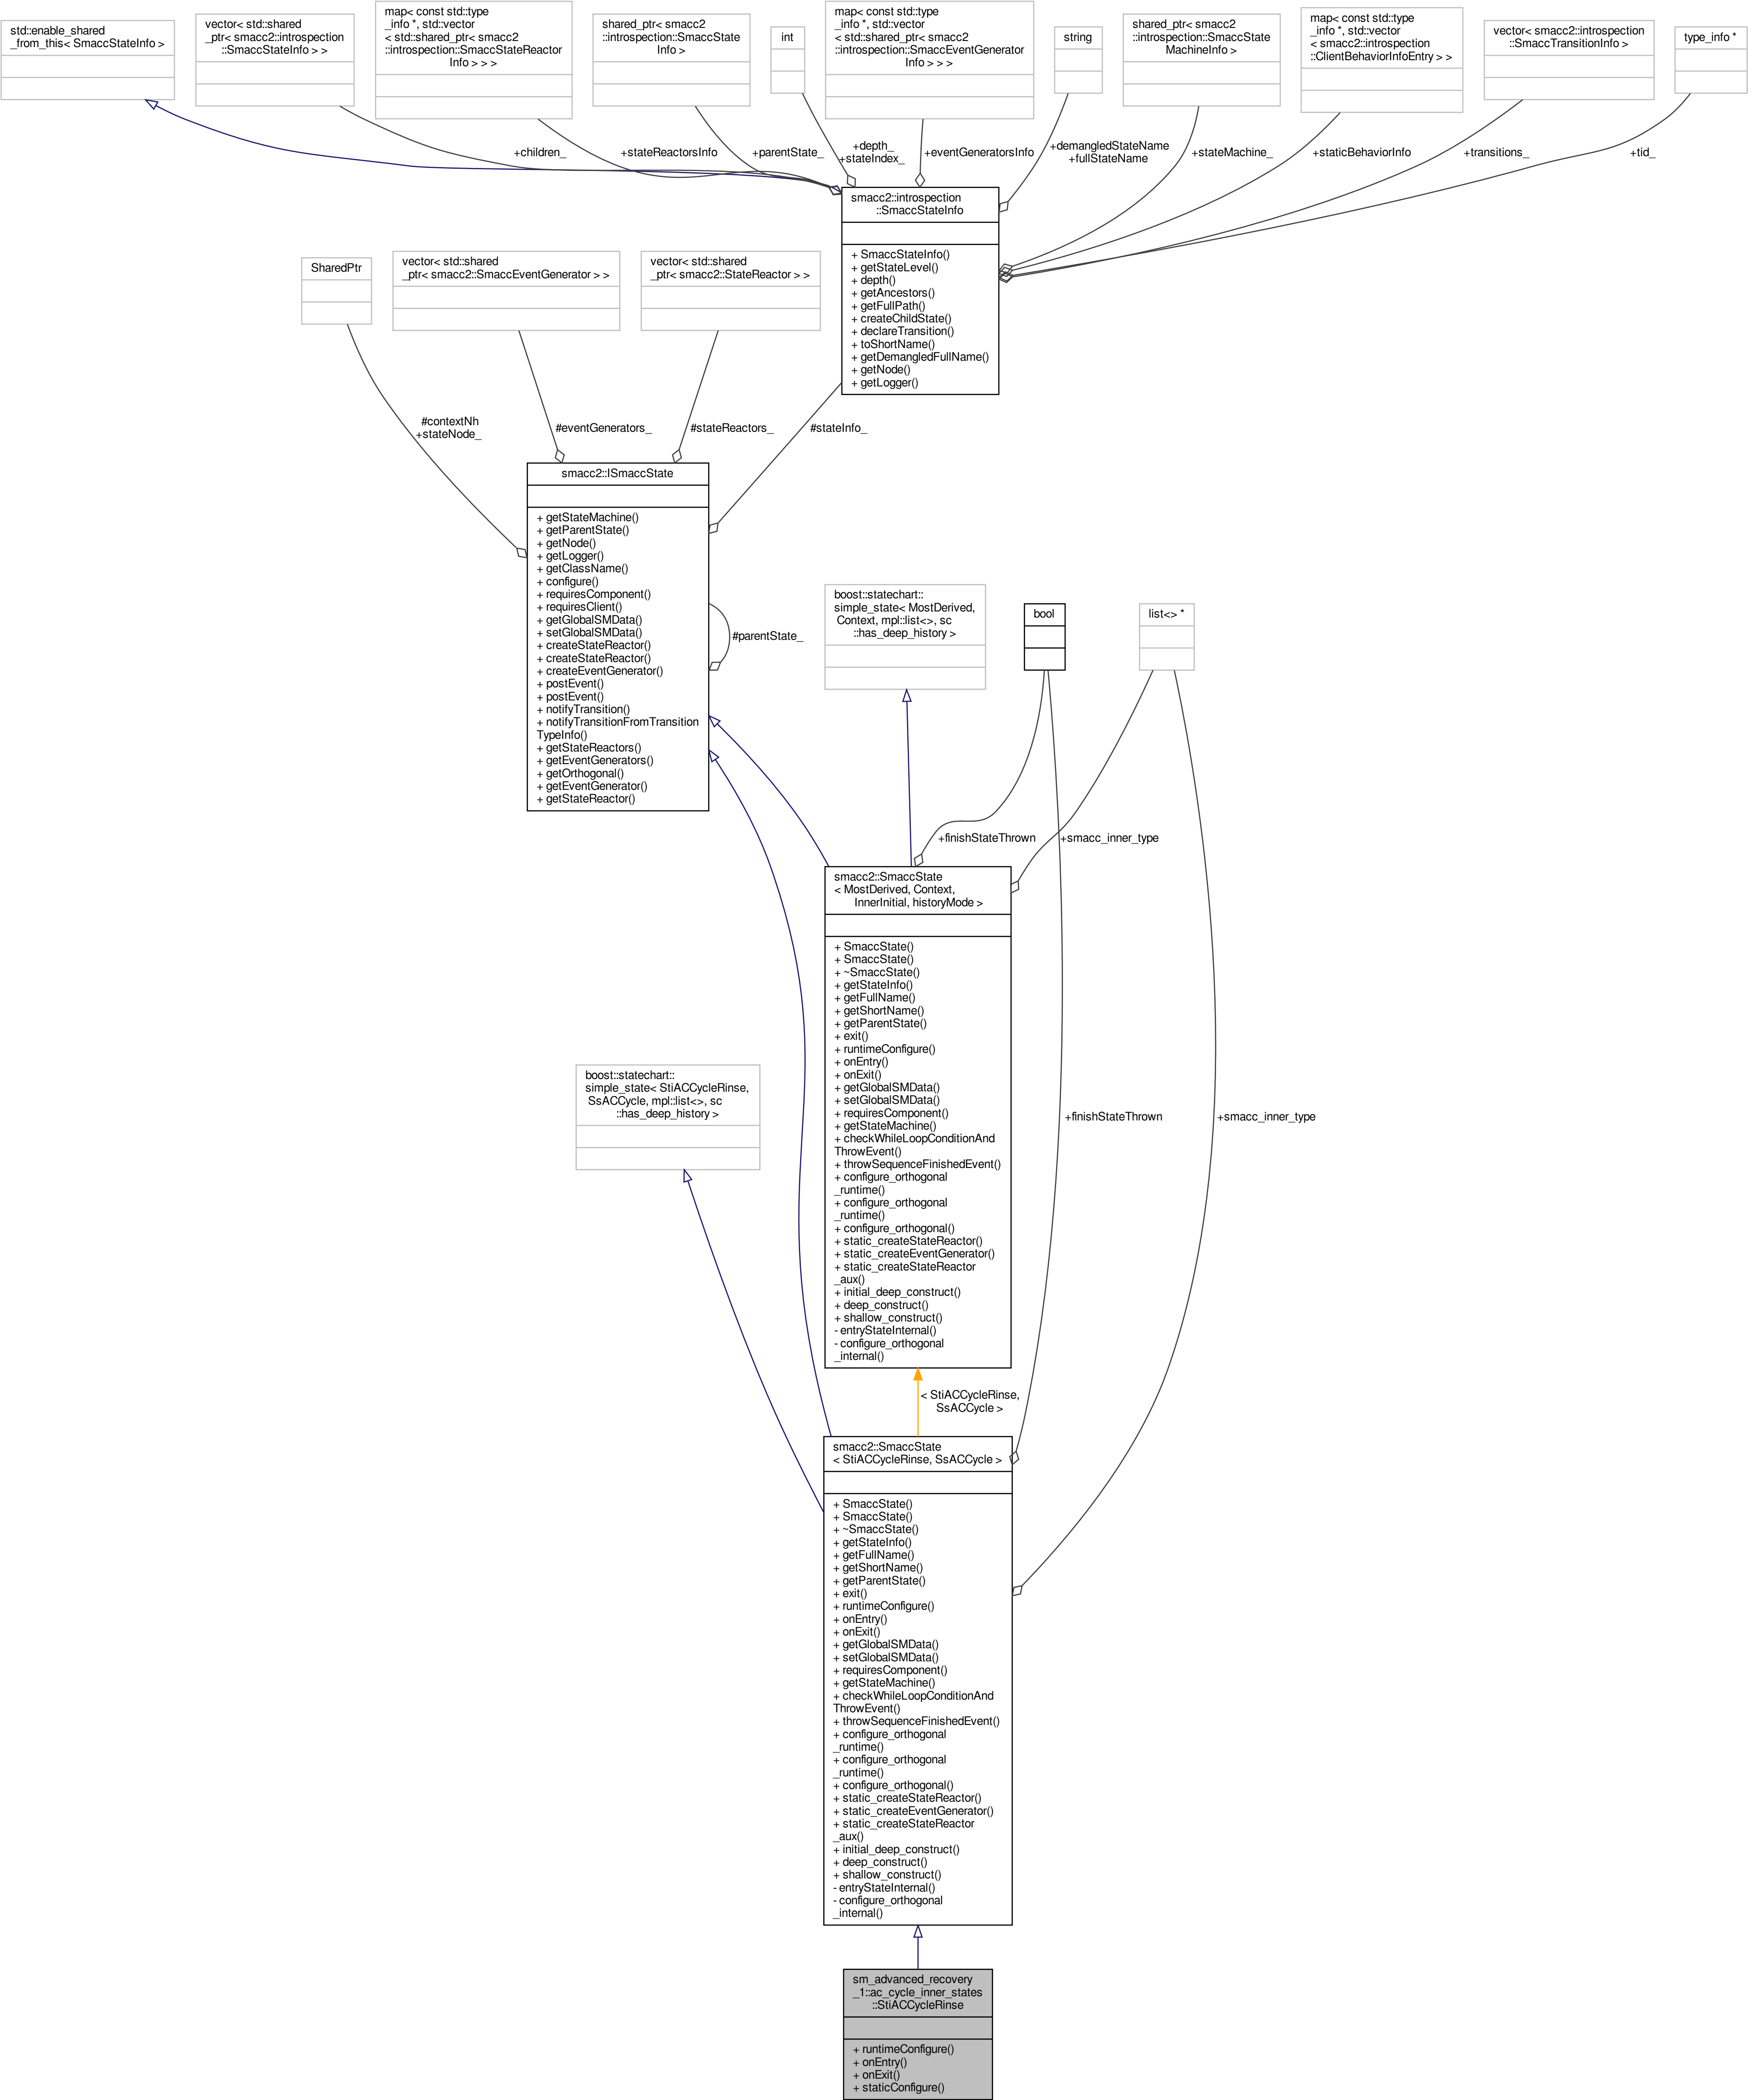 std::enable_shared
_from_this< SmaccStateInfo >
vector< std::shared
_ptr< smacc2::introspection
::SmaccStateInfo > >
map< const std::type
_info *, std::vector
< std::shared_ptr< smacc2
::introspection::SmaccStateReactor
Info > > >
shared_ptr< smacc2
::introspection::SmaccState
Info >
int
map< const std::type
_info *, std::vector
< std::shared_ptr< smacc2
::introspection::SmaccEventGenerator
Info > > >
string
shared_ptr< smacc2
::introspection::SmaccState
MachineInfo >
map< const std::type
_info *, std::vector
< smacc2::introspection
::ClientBehaviorInfoEntry > >
vector< smacc2::introspection
::SmaccTransitionInfo >
type_info *
+children_
+stateReactorsInfo
+parentState_
+depth_
+stateIndex_
+eventGeneratorsInfo
+demangledStateName
+fullStateName
+stateMachine_
+staticBehaviorInfo
+transitions_
+tid_
smacc2::introspection
::SmaccStateInfo
+ SmaccStateInfo()
+ getStateLevel()
+ depth()
+ getAncestors()
+ getFullPath()
+ createChildState()
+ declareTransition()
+ toShortName()
+ getDemangledFullName()
+ getNode()
+ getLogger()
SharedPtr
vector< std::shared
_ptr< smacc2::SmaccEventGenerator > >
vector< std::shared
_ptr< smacc2::StateReactor > >
#contextNh
+stateNode_
#eventGenerators_
#stateReactors_
#stateInfo_
smacc2::ISmaccState
+ getStateMachine()
+ getParentState()
+ getNode()
+ getLogger()
+ getClassName()
+ configure()
+ requiresComponent()
+ requiresClient()
+ getGlobalSMData()
+ setGlobalSMData()
+ createStateReactor()
+ createStateReactor()
+ createEventGenerator()
+ postEvent()
+ postEvent()
+ notifyTransition()
+ notifyTransitionFromTransition
TypeInfo()
+ getStateReactors()
+ getEventGenerators()
+ getOrthogonal()
+ getEventGenerator()
+ getStateReactor()
#parentState_
boost::statechart::
simple_state< MostDerived,
Context, mpl::list<>, sc
::has_deep_history >
bool
list<> *
+finishStateThrown
+smacc_inner_type
smacc2::SmaccState
< MostDerived, Context,
InnerInitial, historyMode >
+ SmaccState()
+ SmaccState()
+ ~SmaccState()
+ getStateInfo()
+ getFullName()
+ getShortName()
+ getParentState()
+ exit()
+ runtimeConfigure()
+ onEntry()
+ onExit()
+ getGlobalSMData()
+ setGlobalSMData()
+ requiresComponent()
+ getStateMachine()
+ checkWhileLoopConditionAnd
ThrowEvent()
+ throwSequenceFinishedEvent()
+ configure_orthogonal
_runtime()
+ configure_orthogonal
_runtime()
+ configure_orthogonal()
+ static_createStateReactor()
+ static_createEventGenerator()
+ static_createStateReactor
_aux()
+ initial_deep_construct()
+ deep_construct()
+ shallow_construct()
- entryStateInternal()
- configure_orthogonal
_internal()
boost::statechart::
simple_state< StiACCycleRinse,
SsACCycle, mpl::list<>, sc
::has_deep_history >
+finishStateThrown
+smacc_inner_type
< StiACCycleRinse,
SsACCycle >
smacc2::SmaccState
< StiACCycleRinse, SsACCycle >
+ SmaccState()
+ SmaccState()
+ ~SmaccState()
+ getStateInfo()
+ getFullName()
+ getShortName()
+ getParentState()
+ exit()
+ runtimeConfigure()
+ onEntry()
+ onExit()
+ getGlobalSMData()
+ setGlobalSMData()
+ requiresComponent()
+ getStateMachine()
+ checkWhileLoopConditionAnd
ThrowEvent()
+ throwSequenceFinishedEvent()
+ configure_orthogonal
_runtime()
+ configure_orthogonal
_runtime()
+ configure_orthogonal()
+ static_createStateReactor()
+ static_createEventGenerator()
+ static_createStateReactor
_aux()
+ initial_deep_construct()
+ deep_construct()
+ shallow_construct()
- entryStateInternal()
- configure_orthogonal
_internal()
sm_advanced_recovery
_1::ac_cycle_inner_states
::StiACCycleRinse
+ runtimeConfigure()
+ onEntry()
+ onExit()
+ staticConfigure()